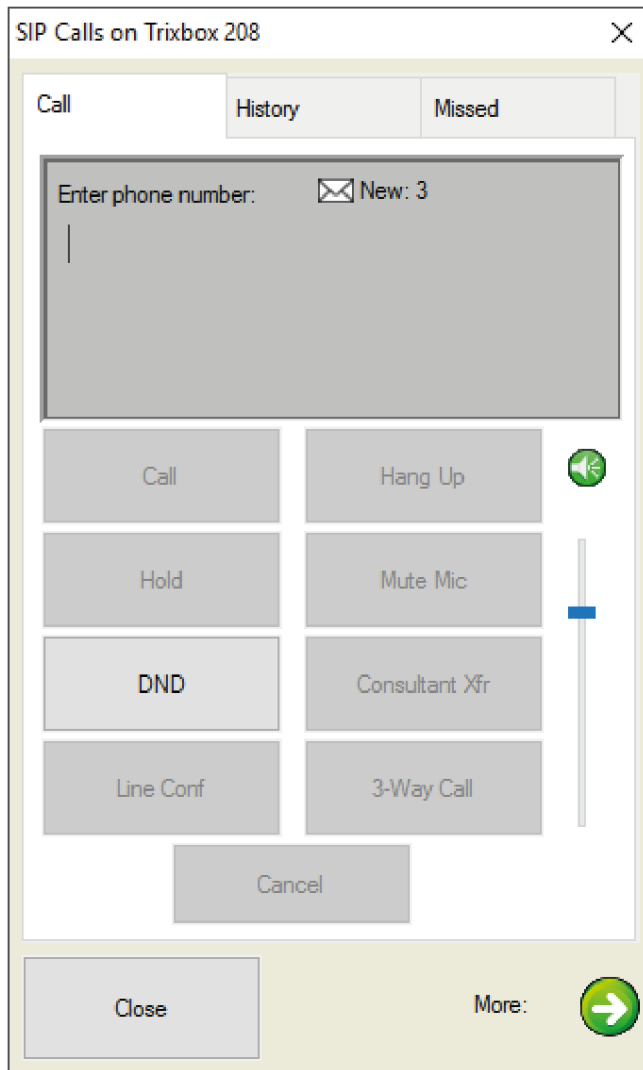 SIP Calls on Trixbox 208
Call History Missed
Enter phone number: New: 3
Call Hang Up
Hold Mute Mic
DND Consultant Xfr
Line Conf 3-Way Call
Cancel
Close More: